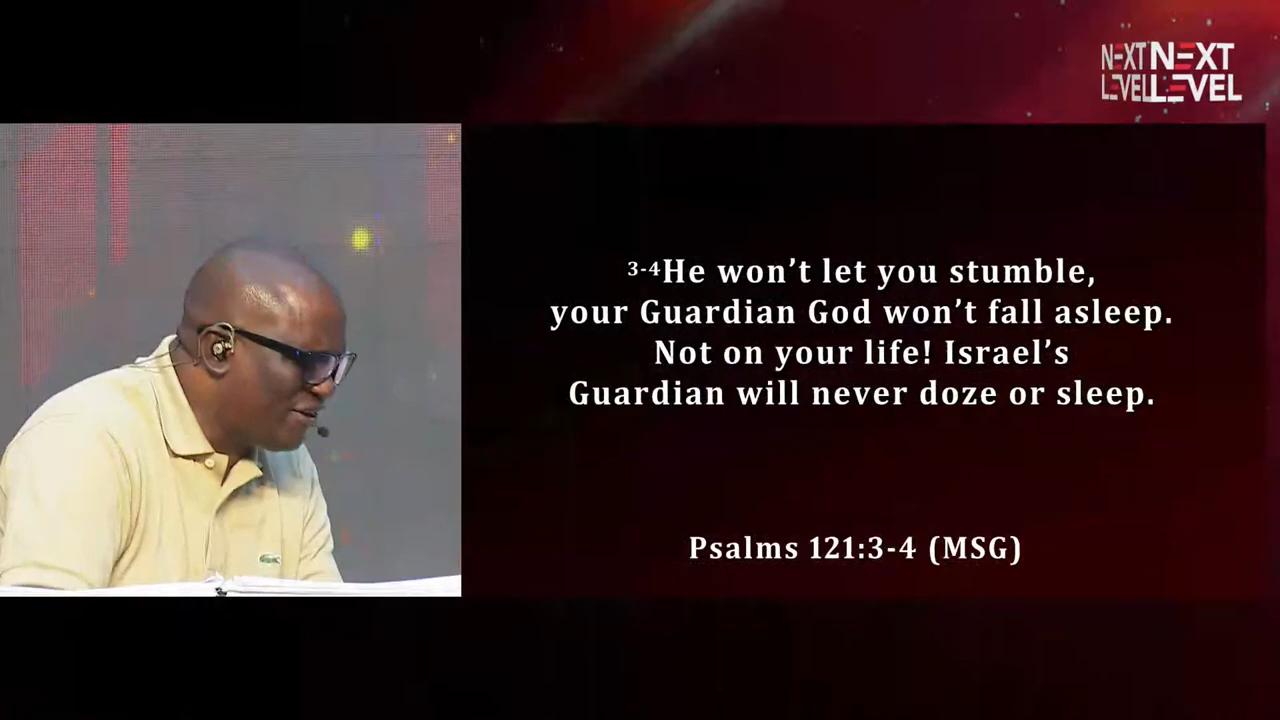 NEXT NEXT
LEVEL LEVEL
3-4He won’t let you stumble,
your Guardian God won’t fall asleep.
Not on your life! Israel’s
Guardian will never doze or sleep.
Psalms 121:3-4 (MSG)